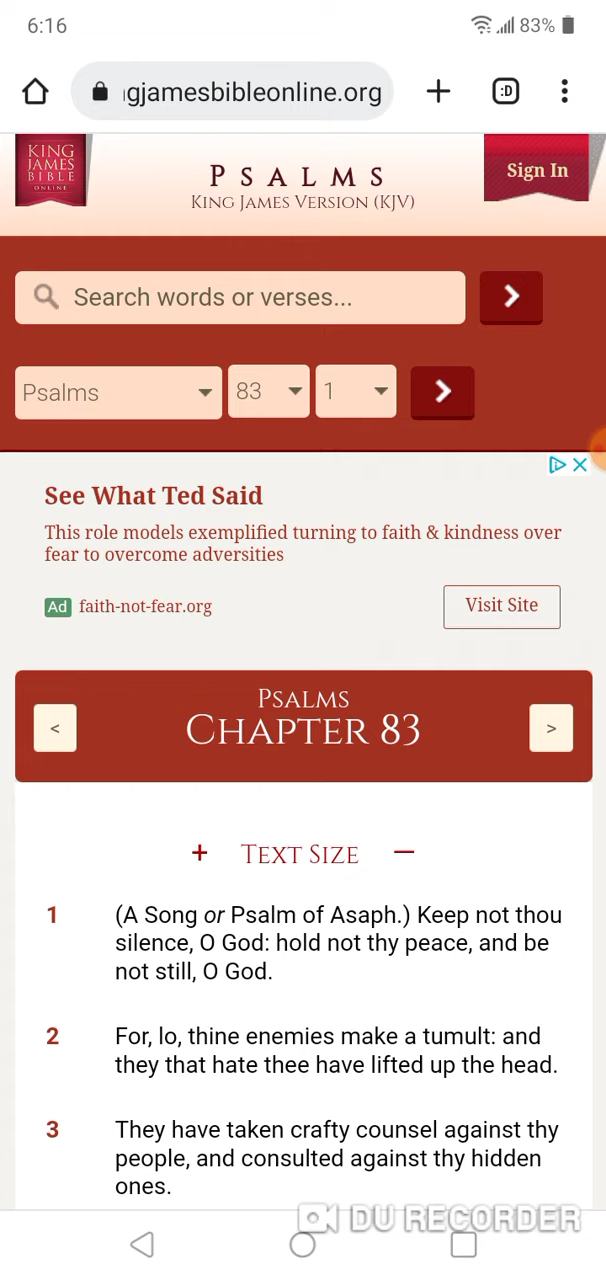 6:16
83%
ıgjamesbibleonline.org
:D
KING
JAMES
BIBLE
ONLINE
PSALMS
KING JAMES VERSION (KJV)
Sign In
Search words or verses...
>
Psalms
83
1
>
See What Ted Said
This role models exemplified turning to faith & kindness over
fear to overcome adversities
Ad faith-not-fear.org
Visit Site
PSALMS
<
CHAPTER 83
>
+ TEXT SIZE −
1 (A Song or Psalm of Asaph.) Keep not thou
silence, O God: hold not thy peace, and be
not still, O God.
2 For, lo, thine enemies make a tumult: and
they that hate thee have lifted up the head.
3 They have taken crafty counsel against thy
people, and consulted against thy hidden
ones.
DU RECORDER